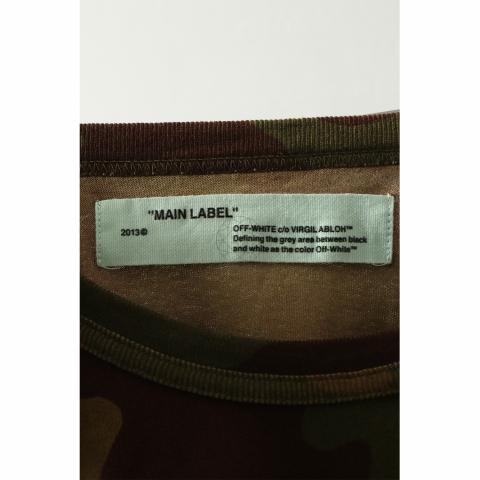 "MAIN LABEL"
2013©
OFF-WHITE c/o VIRGIL ABLOH™
Defining the grey area between black
and white as the color Off-White™